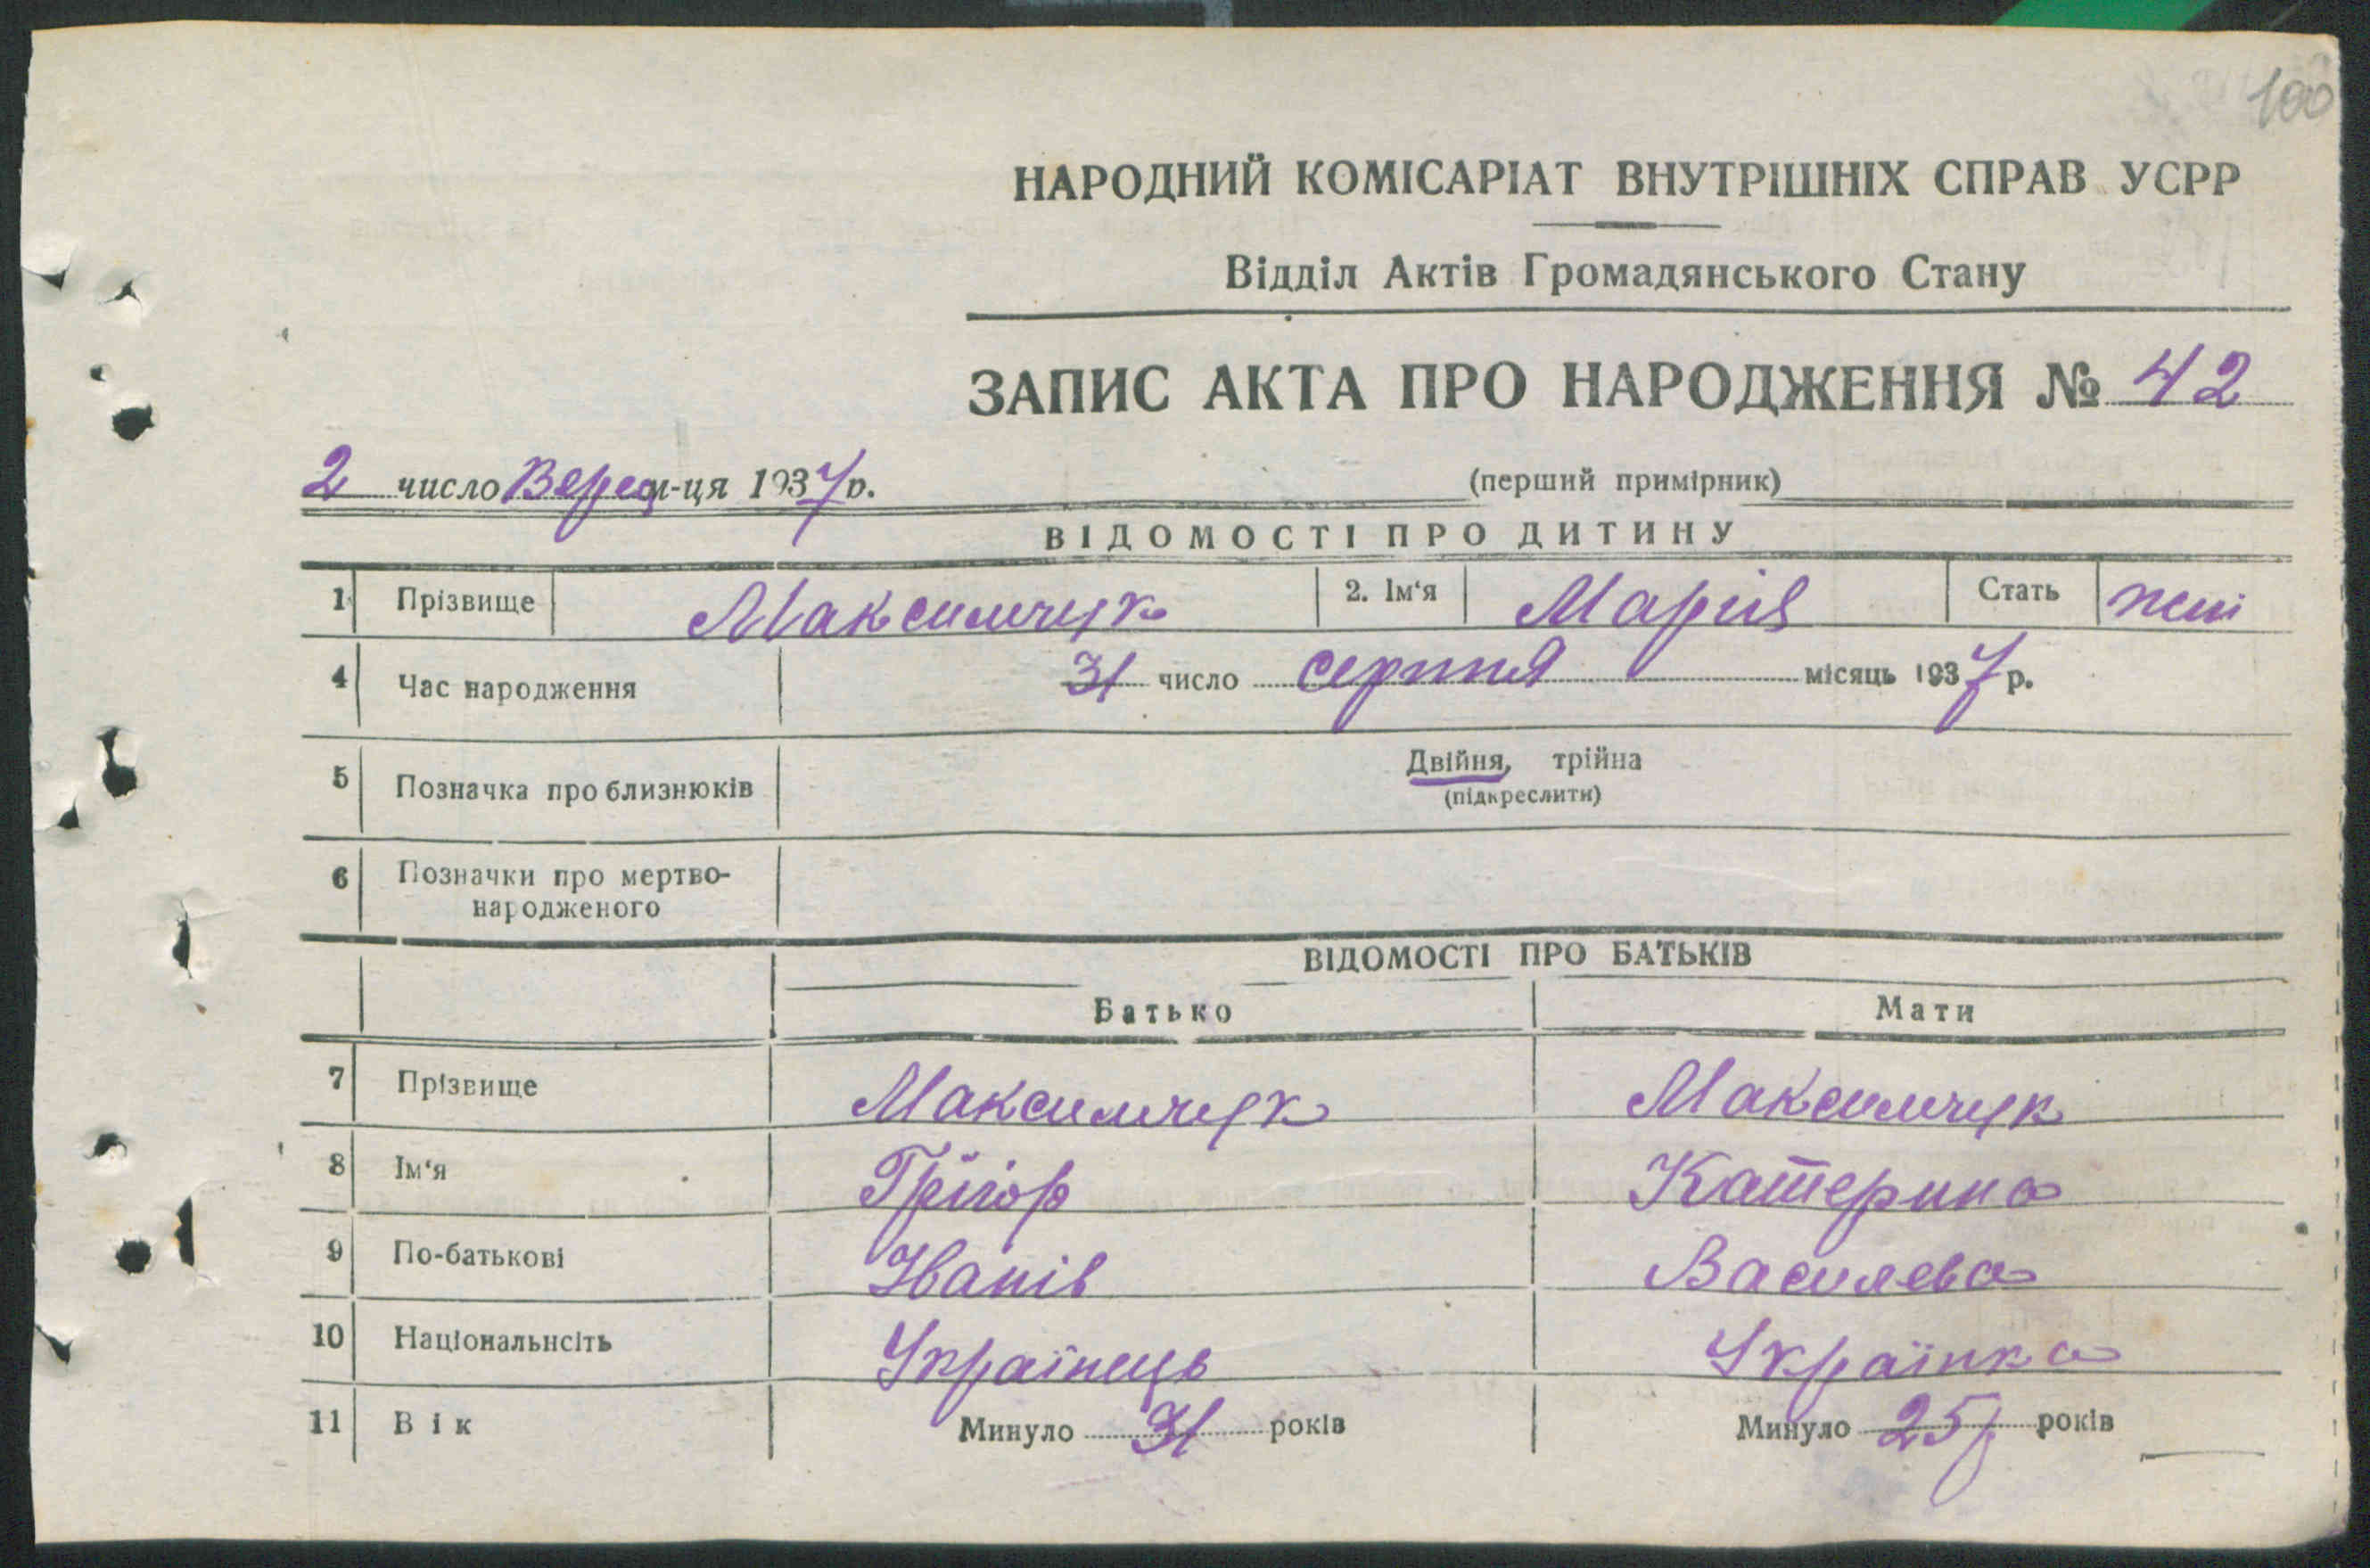 100
НАРОДНИЙ КОМІСАРІАТ ВНУТРІШНІХ СПРАВ УСРР
Відділ Актів Громадянського Стану
ЗАПИС АКТА ПРО НАРОДЖЕННЯ № 42
2 число Верес м-ця 1937 р.
(перший примірник)
ВІДОМОСТІ ПРО ДИТИНУ
1 Прізвище Максимчук 2. Ім'я Марія Стать жін
4 Час народження 31 число серпня місяць 1937 р.
5 Позначка про близнюків Двійня, трійна
(підкреслити)
6 Позначки про мертво-
народженого
ВІДОМОСТІ ПРО БАТЬКІВ
Батько Мати
7 Прізвище Максимчук Максимчук
8 Ім'я Грігор Катерина
9 По-батькові Иванів Василева
10 Національнсіть Українець Українка
11 Вік Минуло 31 років Минуло 25 років